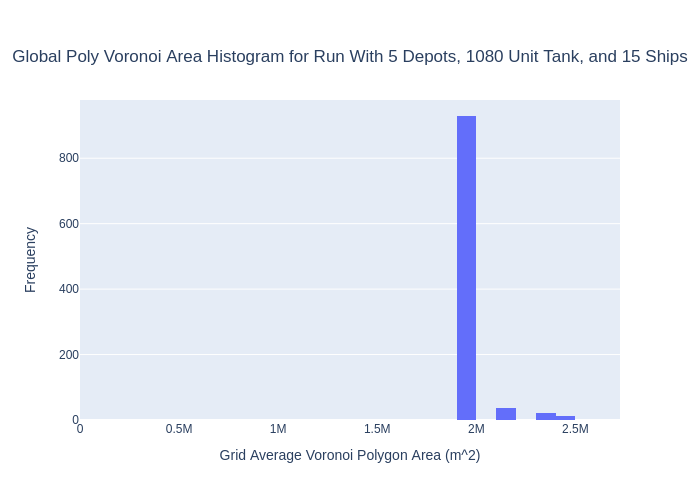 Global Poly Voronoi Area Histogram for Run With 5 Depots, 1080 Unit Tank, and 15 Ships
800
600
400
200
0
Frequency
0 0.5M 1M 1.5M 2M 2.5M
Grid Average Voronoi Polygon Area (m^2)